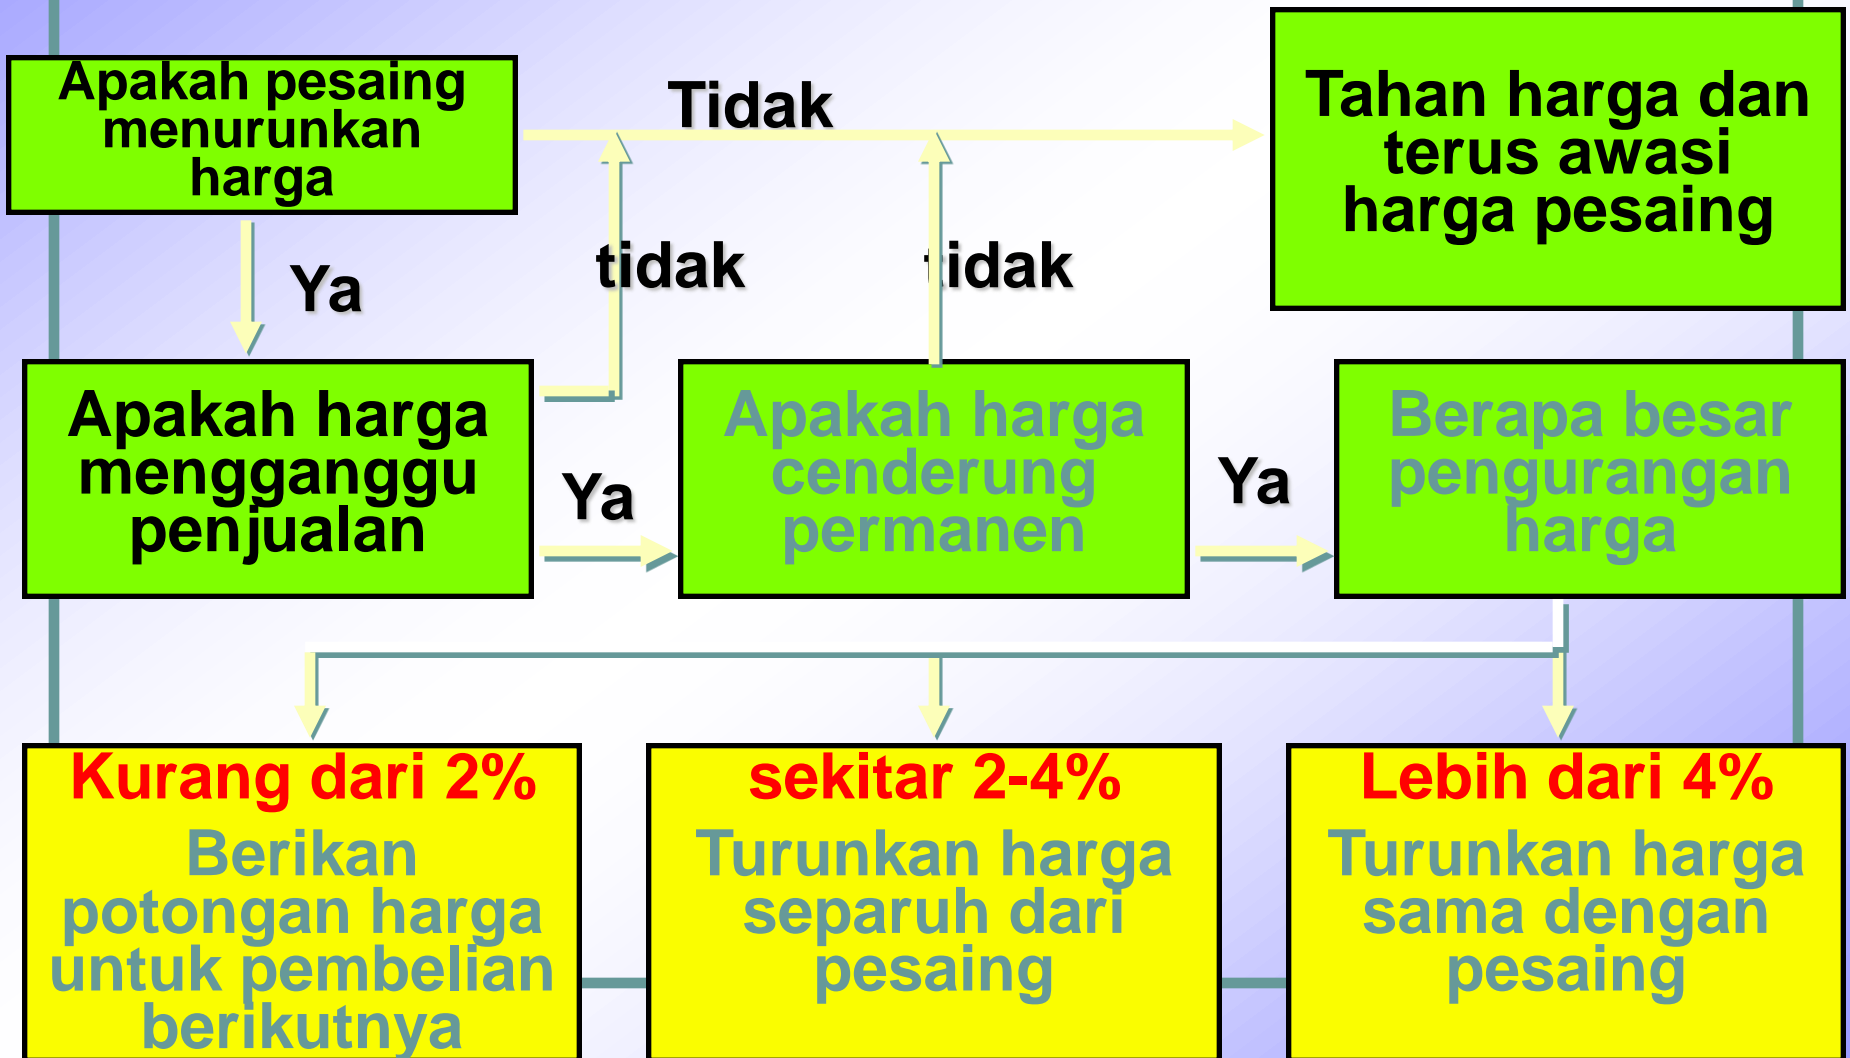 Apakah pesaing
menurunkan
harga
Tidak
Tahan harga dan
terus awasi
harga pesaing
Ya
tidak
tidak
Apakah harga
mengganggu
penjualan
Ya
Apakah harga
cenderung
permanen
Ya
Berapa besar
pengurangan
harga
Kurang dari 2%
Berikan
potongan harga
untuk pembelian
berikutnya
sekitar 2-4%
Turunkan harga
separuh dari
pesaing
Lebih dari 4%
Turunkan harga
sama dengan
pesaing